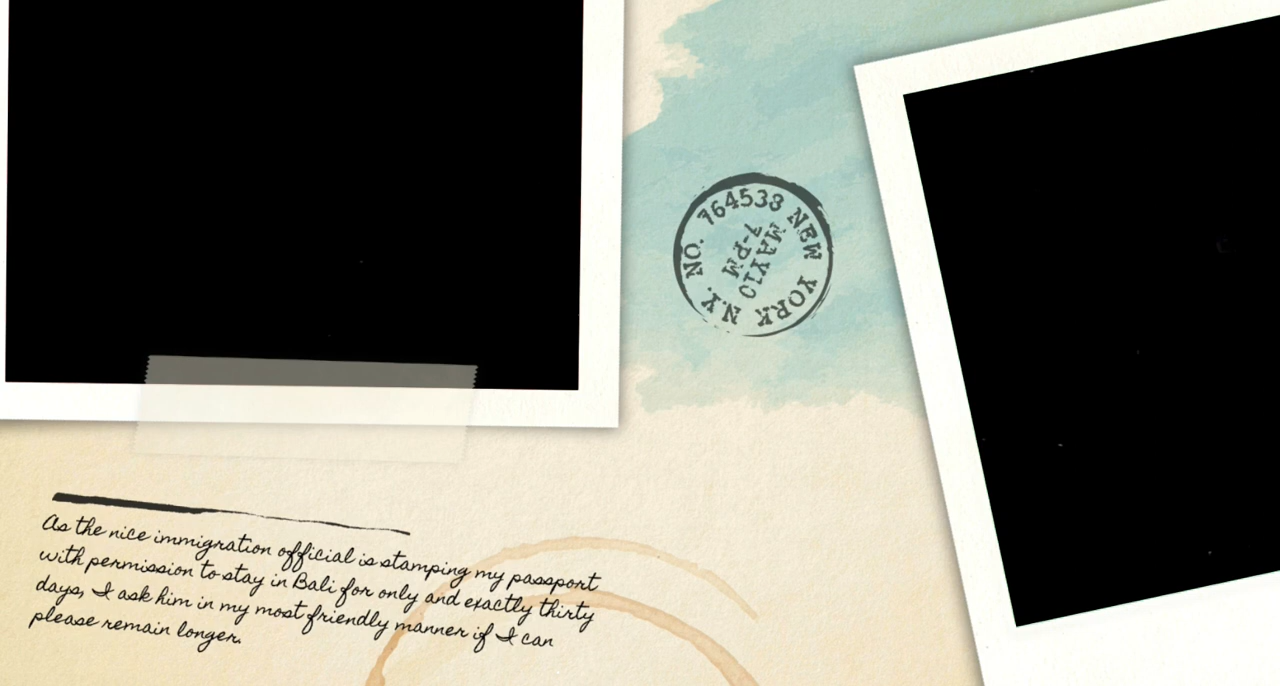 NO. 764533 NEW YORK N.Y.
MAY10
7-PM
As the nice immigration official is stamping my passport
with permission to stay in Bali for only and exactly thirty
days, I ask him in my most friendly manner if I can
please remain longer.